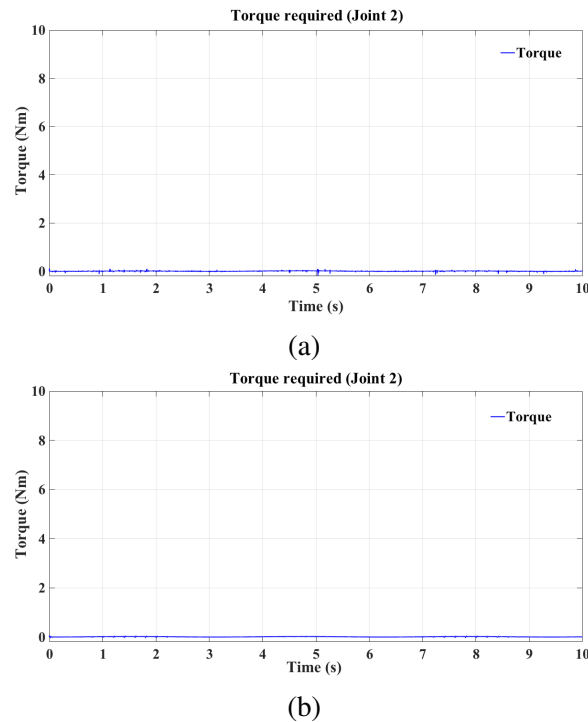 Torque required (Joint 2)
Torque
10
8
6
4
2
0
Torque (Nm)
0 1 2 3 4 5 6 7 8 9 10
Time (s)
(a)
Torque required (Joint 2)
Torque
10
8
6
4
2
0
Torque (Nm)
0 1 2 3 4 5 6 7 8 9 10
Time (s)
(b)